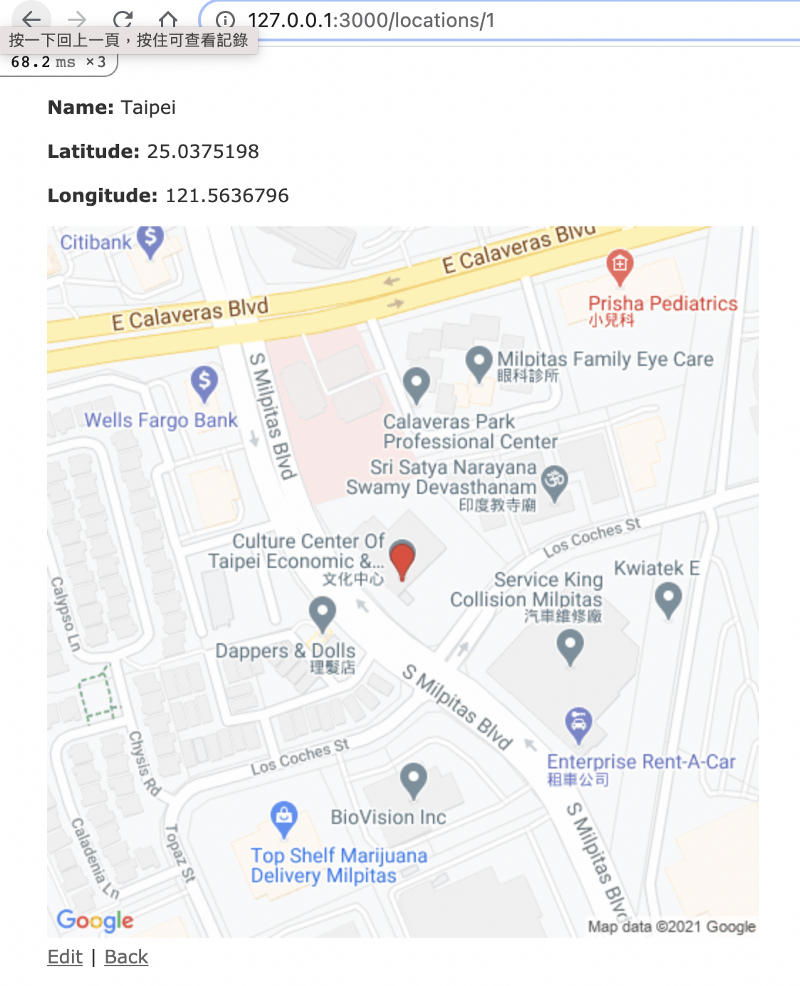 127.0.0.1:3000/locations/1
按一下回上一頁，按住可查看記錄
68.2 ms ×3
Name: Taipei
Latitude: 25.0375198
Longitude: 121.5636796
Citibank
E Calaveras Blvd
E Calaveras Blvd
Prisha Pediatrics
小兒科
S Milpitas Blvd
Milpitas Family Eye Care
眼科診所
Wells Fargo Bank
Calaveras Park
Professional Center
Sri Satya Narayana
Swamy Devasthanam
印度教寺廟
Los Coches St
Culture Center Of
Taipei Economic &...
文化中心
Kwiatek E
Service King
Collision Milpitas
汽車維修廠
Calypso Ln
Dappers & Dolls
理髮店
S Milpitas Blvd
Chysis Rd
Los Coches St
Enterprise Rent-A-Car
租車公司
BioVision Inc
S Milpitas Blvd
Caladenia Ln
Topaz St
Top Shelf Marijuana
Delivery Milpitas
Google
Map data ©2021 Google
Edit | Back